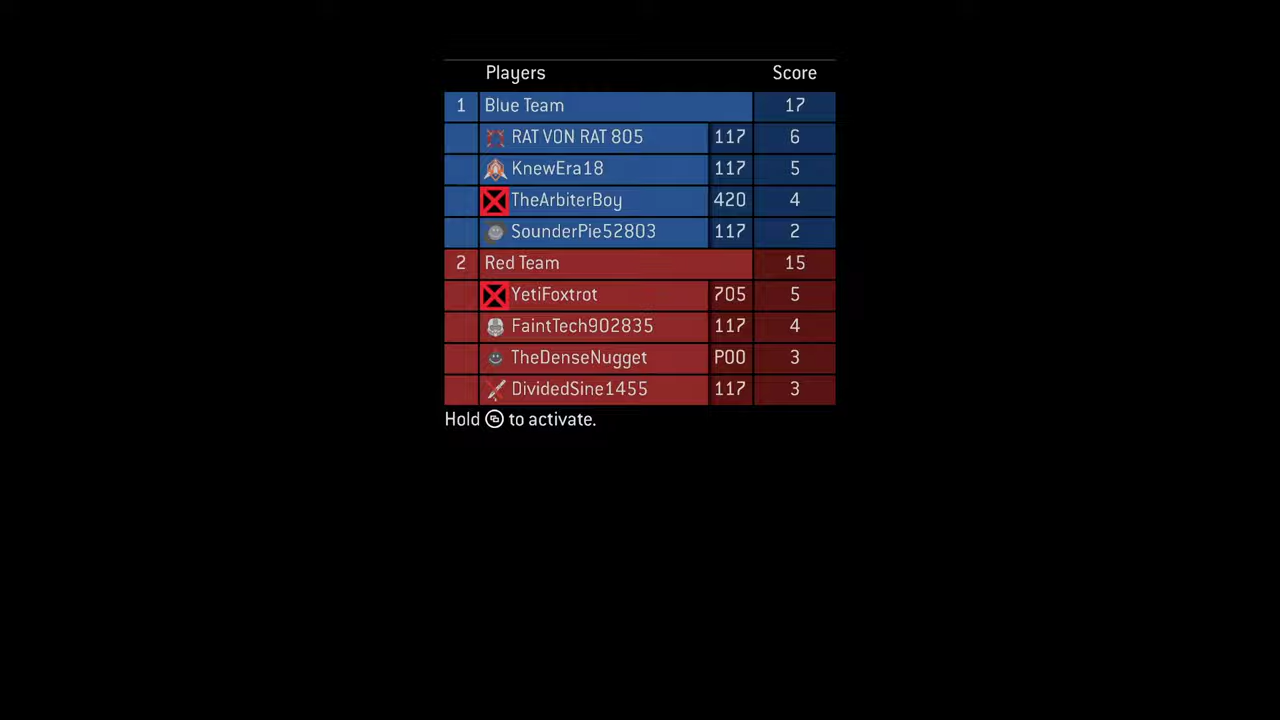 Players Score
1 Blue Team 17
RAT VON RAT 805 117 6
KnewEra18 117 5
TheArbiterBoy 420 4
SounderPie52803 117 2
2 Red Team 15
YetiFoxtrot 705 5
FaintTech902835 117 4
TheDenseNugget P00 3
DividedSine1455 117 3
Hold to activate.